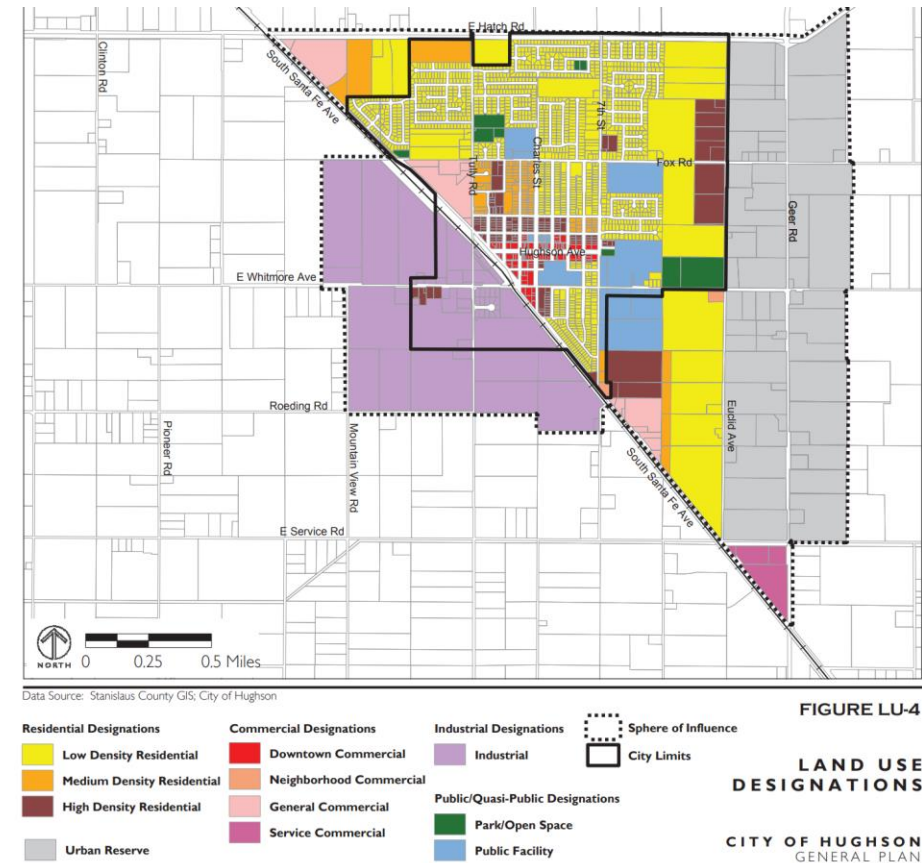 E Hatch Rd
Clinton Rd
South Santa Fe Ave
7th St
Charles St
Tully Rd
Fox Rd
Geer Rd
Hughson Ave
E Whitmore Ave
Roeding Rd
Euclid Ave
Pioneer Rd
Mountain View Rd
South Santa Fe Ave
E Service Rd
NORTH
0 0.25 0.5 Miles
Data Source: Stanislaus County GIS; City of Hughson
FIGURE LU-4
LAND USE
DESIGNATIONS
CITY OF HUGHSON
GENERAL PLAN
Residential Designations
Low Density Residential
Medium Density Residential
High Density Residential
Urban Reserve
Commercial Designations
Downtown Commercial
Neighborhood Commercial
General Commercial
Service Commercial
Industrial Designations
Industrial
Public/Quasi-Public Designations
Park/Open Space
Public Facility
Sphere of Influence
City Limits